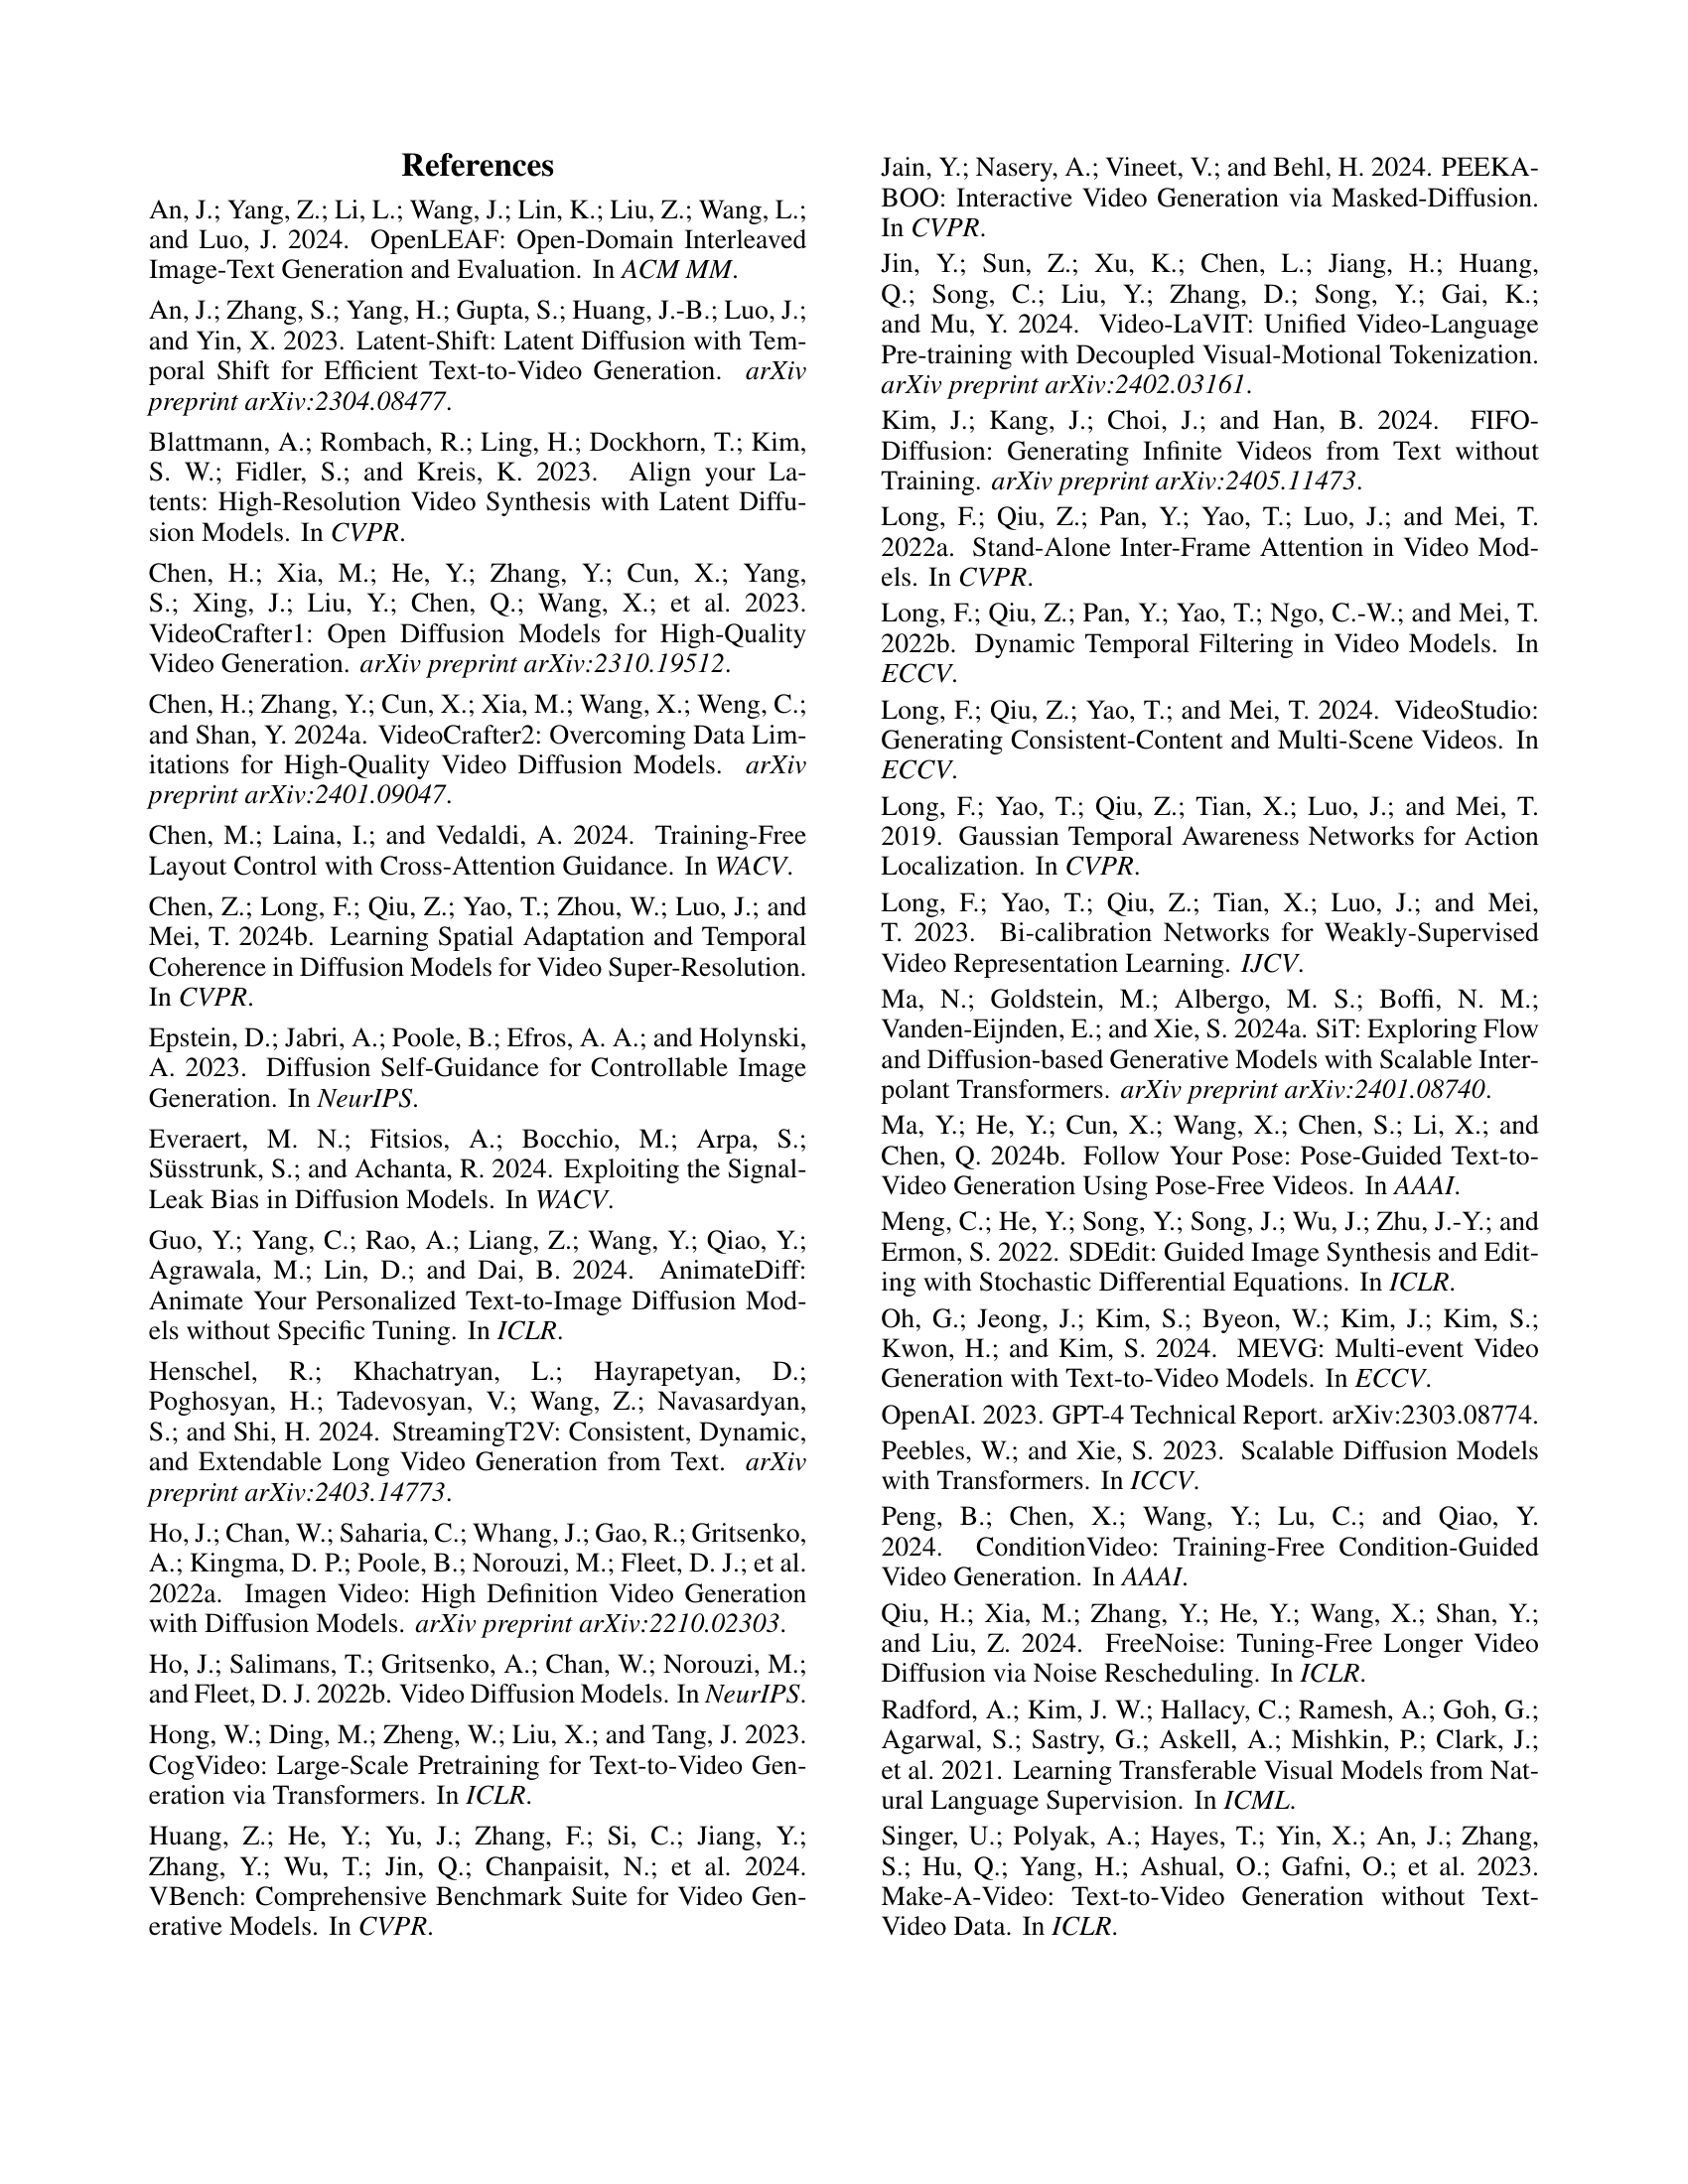 References
An, J.; Yang, Z.; Li, L.; Wang, J.; Lin, K.; Liu, Z.; Wang, L.;
and Luo, J. 2024. OpenLEAF: Open-Domain Interleaved
Image-Text Generation and Evaluation. In ACM MM.
An, J.; Zhang, S.; Yang, H.; Gupta, S.; Huang, J.-B.; Luo, J.;
and Yin, X. 2023. Latent-Shift: Latent Diffusion with Tem-
poral Shift for Efficient Text-to-Video Generation. arXiv
preprint arXiv:2304.08477.
Blattmann, A.; Rombach, R.; Ling, H.; Dockhorn, T.; Kim,
S. W.; Fidler, S.; and Kreis, K. 2023. Align your La-
tents: High-Resolution Video Synthesis with Latent Diffu-
sion Models. In CVPR.
Chen, H.; Xia, M.; He, Y.; Zhang, Y.; Cun, X.; Yang,
S.; Xing, J.; Liu, Y.; Chen, Q.; Wang, X.; et al. 2023.
VideoCrafter1: Open Diffusion Models for High-Quality
Video Generation. arXiv preprint arXiv:2310.19512.
Chen, H.; Zhang, Y.; Cun, X.; Xia, M.; Wang, X.; Weng, C.;
and Shan, Y. 2024a. VideoCrafter2: Overcoming Data Lim-
itations for High-Quality Video Diffusion Models. arXiv
preprint arXiv:2401.09047.
Chen, M.; Laina, I.; and Vedaldi, A. 2024. Training-Free
Layout Control with Cross-Attention Guidance. In WACV.
Chen, Z.; Long, F.; Qiu, Z.; Yao, T.; Zhou, W.; Luo, J.; and
Mei, T. 2024b. Learning Spatial Adaptation and Temporal
Coherence in Diffusion Models for Video Super-Resolution.
In CVPR.
Epstein, D.; Jabri, A.; Poole, B.; Efros, A. A.; and Holynski,
A. 2023. Diffusion Self-Guidance for Controllable Image
Generation. In NeurIPS.
Everaert, M. N.; Fitsios, A.; Bocchio, M.; Arpa, S.;
Süsstrunk, S.; and Achanta, R. 2024. Exploiting the Signal-
Leak Bias in Diffusion Models. In WACV.
Guo, Y.; Yang, C.; Rao, A.; Liang, Z.; Wang, Y.; Qiao, Y.;
Agrawala, M.; Lin, D.; and Dai, B. 2024. AnimateDiff:
Animate Your Personalized Text-to-Image Diffusion Mod-
els without Specific Tuning. In ICLR.
Henschel, R.; Khachatryan, L.; Hayrapetyan, D.;
Poghosyan, H.; Tadevosyan, V.; Wang, Z.; Navasardyan,
S.; and Shi, H. 2024. StreamingT2V: Consistent, Dynamic,
and Extendable Long Video Generation from Text. arXiv
preprint arXiv:2403.14773.
Ho, J.; Chan, W.; Saharia, C.; Whang, J.; Gao, R.; Gritsenko,
A.; Kingma, D. P.; Poole, B.; Norouzi, M.; Fleet, D. J.; et al.
2022a. Imagen Video: High Definition Video Generation
with Diffusion Models. arXiv preprint arXiv:2210.02303.
Ho, J.; Salimans, T.; Gritsenko, A.; Chan, W.; Norouzi, M.;
and Fleet, D. J. 2022b. Video Diffusion Models. In NeurIPS.
Hong, W.; Ding, M.; Zheng, W.; Liu, X.; and Tang, J. 2023.
CogVideo: Large-Scale Pretraining for Text-to-Video Gen-
eration via Transformers. In ICLR.
Huang, Z.; He, Y.; Yu, J.; Zhang, F.; Si, C.; Jiang, Y.;
Zhang, Y.; Wu, T.; Jin, Q.; Chanpaisit, N.; et al. 2024.
VBench: Comprehensive Benchmark Suite for Video Gen-
erative Models. In CVPR.
Jain, Y.; Nasery, A.; Vineet, V.; and Behl, H. 2024. PEEKA-
BOO: Interactive Video Generation via Masked-Diffusion.
In CVPR.
Jin, Y.; Sun, Z.; Xu, K.; Chen, L.; Jiang, H.; Huang,
Q.; Song, C.; Liu, Y.; Zhang, D.; Song, Y.; Gai, K.;
and Mu, Y. 2024. Video-LaVIT: Unified Video-Language
Pre-training with Decoupled Visual-Motional Tokenization.
arXiv preprint arXiv:2402.03161.
Kim, J.; Kang, J.; Choi, J.; and Han, B. 2024. FIFO-
Diffusion: Generating Infinite Videos from Text without
Training. arXiv preprint arXiv:2405.11473.
Long, F.; Qiu, Z.; Pan, Y.; Yao, T.; Luo, J.; and Mei, T.
2022a. Stand-Alone Inter-Frame Attention in Video Mod-
els. In CVPR.
Long, F.; Qiu, Z.; Pan, Y.; Yao, T.; Ngo, C.-W.; and Mei, T.
2022b. Dynamic Temporal Filtering in Video Models. In
ECCV.
Long, F.; Qiu, Z.; Yao, T.; and Mei, T. 2024. VideoStudio:
Generating Consistent-Content and Multi-Scene Videos. In
ECCV.
Long, F.; Yao, T.; Qiu, Z.; Tian, X.; Luo, J.; and Mei, T.
2019. Gaussian Temporal Awareness Networks for Action
Localization. In CVPR.
Long, F.; Yao, T.; Qiu, Z.; Tian, X.; Luo, J.; and Mei,
T. 2023. Bi-calibration Networks for Weakly-Supervised
Video Representation Learning. IJCV.
Ma, N.; Goldstein, M.; Albergo, M. S.; Boffi, N. M.;
Vanden-Eijnden, E.; and Xie, S. 2024a. SiT: Exploring Flow
and Diffusion-based Generative Models with Scalable Inter-
polant Transformers. arXiv preprint arXiv:2401.08740.
Ma, Y.; He, Y.; Cun, X.; Wang, X.; Chen, S.; Li, X.; and
Chen, Q. 2024b. Follow Your Pose: Pose-Guided Text-to-
Video Generation Using Pose-Free Videos. In AAAI.
Meng, C.; He, Y.; Song, Y.; Song, J.; Wu, J.; Zhu, J.-Y.; and
Ermon, S. 2022. SDEdit: Guided Image Synthesis and Edit-
ing with Stochastic Differential Equations. In ICLR.
Oh, G.; Jeong, J.; Kim, S.; Byeon, W.; Kim, J.; Kim, S.;
Kwon, H.; and Kim, S. 2024. MEVG: Multi-event Video
Generation with Text-to-Video Models. In ECCV.
OpenAI. 2023. GPT-4 Technical Report. arXiv:2303.08774.
Peebles, W.; and Xie, S. 2023. Scalable Diffusion Models
with Transformers. In ICCV.
Peng, B.; Chen, X.; Wang, Y.; Lu, C.; and Qiao, Y.
2024. ConditionVideo: Training-Free Condition-Guided
Video Generation. In AAAI.
Qiu, H.; Xia, M.; Zhang, Y.; He, Y.; Wang, X.; Shan, Y.;
and Liu, Z. 2024. FreeNoise: Tuning-Free Longer Video
Diffusion via Noise Rescheduling. In ICLR.
Radford, A.; Kim, J. W.; Hallacy, C.; Ramesh, A.; Goh, G.;
Agarwal, S.; Sastry, G.; Askell, A.; Mishkin, P.; Clark, J.;
et al. 2021. Learning Transferable Visual Models from Nat-
ural Language Supervision. In ICML.
Singer, U.; Polyak, A.; Hayes, T.; Yin, X.; An, J.; Zhang,
S.; Hu, Q.; Yang, H.; Ashual, O.; Gafni, O.; et al. 2023.
Make-A-Video: Text-to-Video Generation without Text-
Video Data. In ICLR.